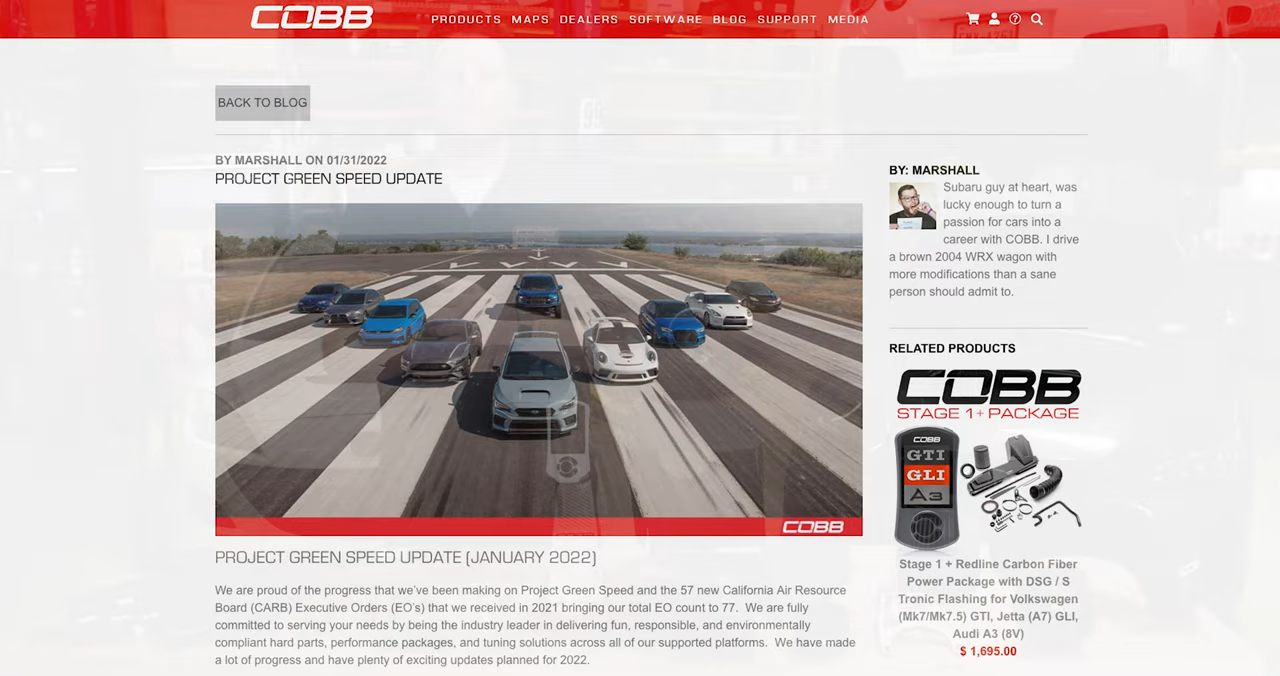 COBB
PRODUCTS MAPS DEALERS SOFTWARE BLOG SUPPORT MEDIA
BACK TO BLOG
BY MARSHALL ON 01/31/2022
PROJECT GREEN SPEED UPDATE
COBB
PROJECT GREEN SPEED UPDATE (JANUARY 2022)
We are proud of the progress that we've been making on Project Green Speed and the 57 new California Air Resource
Board (CARB) Executive Orders (EO's) that we received in 2021 bringing our total EO count to 77.  We are fully
committed to serving your needs by being the industry leader in delivering fun, responsible, and environmentally
compliant hard parts, performance packages, and tuning solutions across all of our supported platforms.  We have made
a lot of progress and have plenty of exciting updates planned for 2022.
BY: MARSHALL
Subaru guy at heart, was
lucky enough to turn a
passion for cars into a
career with COBB. I drive
a brown 2004 WRX wagon with
more modifications than a sane
person should admit to.
RELATED PRODUCTS
COBB
STAGE 1+ PACKAGE
COBB
GTI
GLI
A3
Stage 1 + Redline Carbon Fiber
Power Package with DSG / S
Tronic Flashing for Volkswagen
(Mk7/Mk7.5) GTI, Jetta (A7) GLI,
Audi A3 (8V)
$ 1,695.00